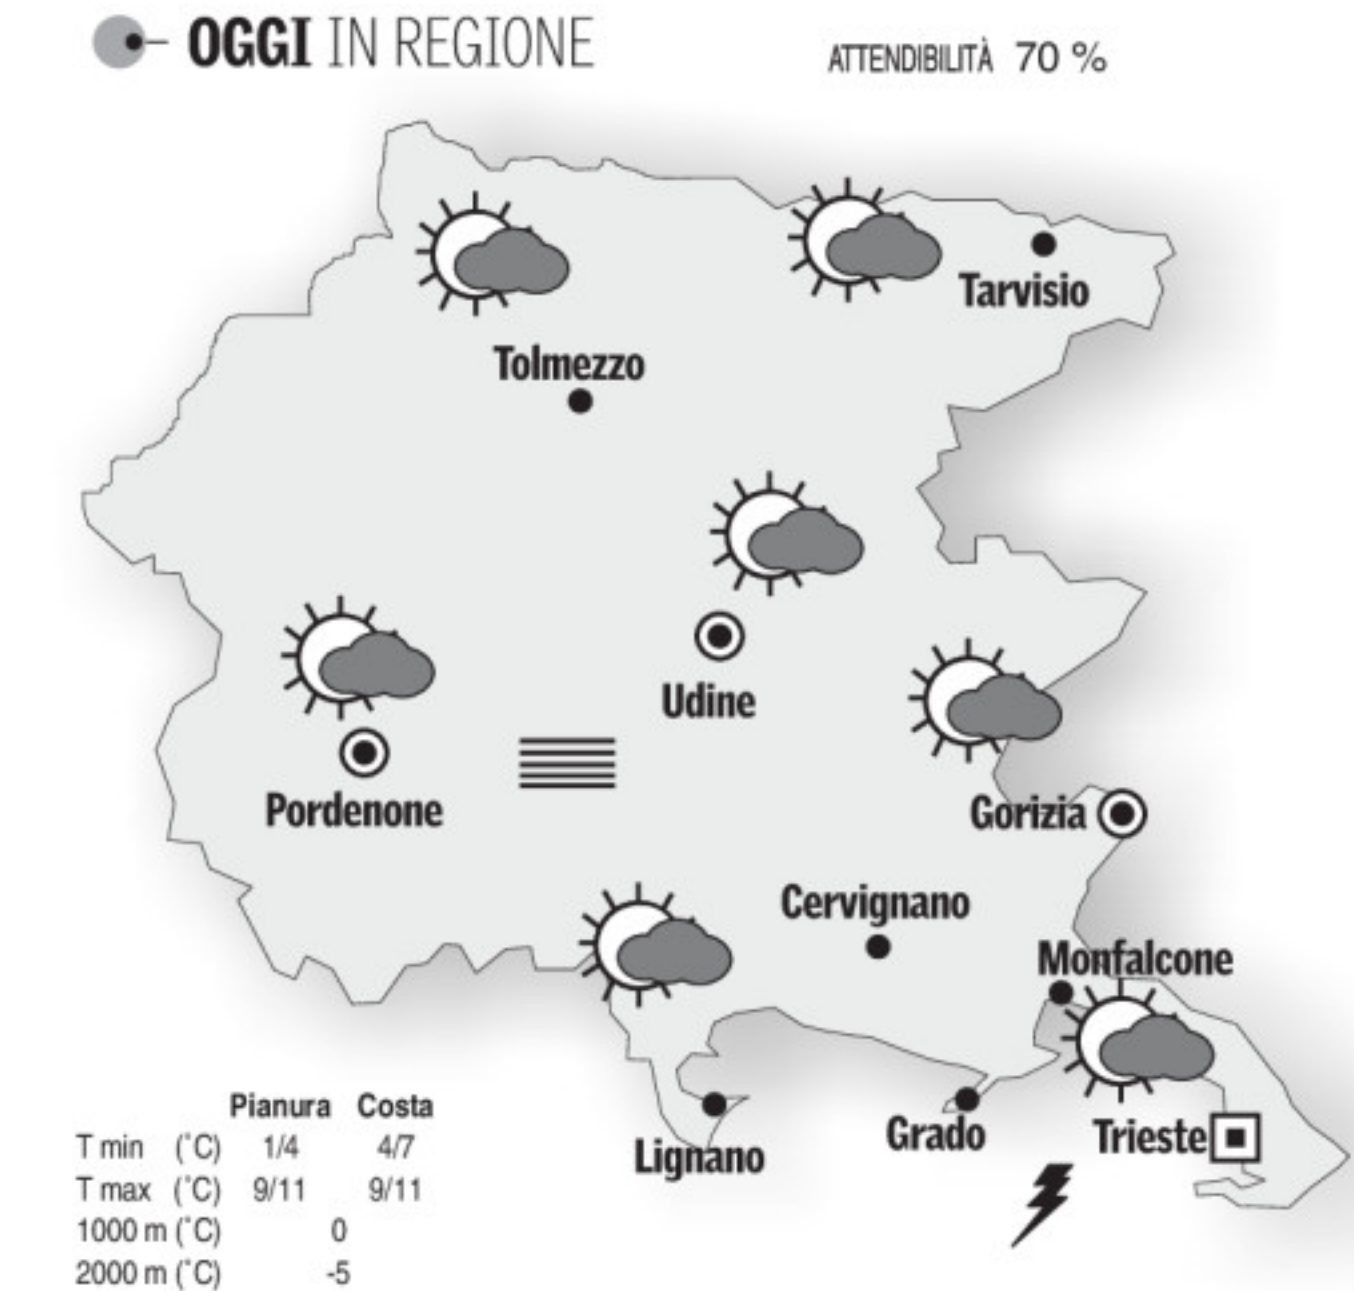 OGGI IN REGIONE
ATTENDIBILITÀ 70 %
Tarvisio
Tolmezzo
Udine
Pordenone
Gorizia
Cervignano
Monfalcone
Grado
Trieste
Lignano
Pianura Costa
T min (°C) 1/4 4/7
T max (°C) 9/11 9/11
1000 m (°C) 0
2000 m (°C) -5